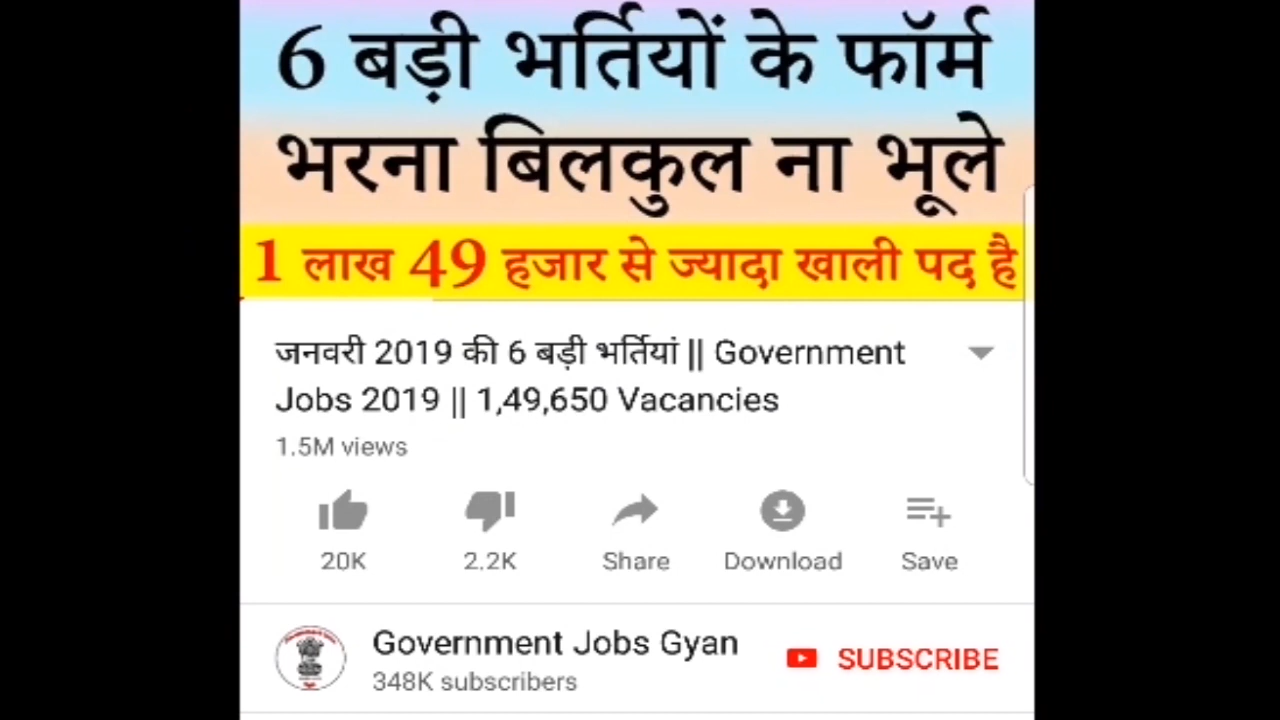 6 बड़ी भर्तियों के फॉर्म
भरना बिलकुल ना भूले
1 लाख 49 हजार से ज्यादा खाली पद है
जनवरी 2019 की 6 बड़ी भर्तियां || Government
Jobs 2019 || 1,49,650 Vacancies
1.5M views
20K 2.2K Share Download Save
Government Jobs Gyan
348K subscribers
SUBSCRIBE